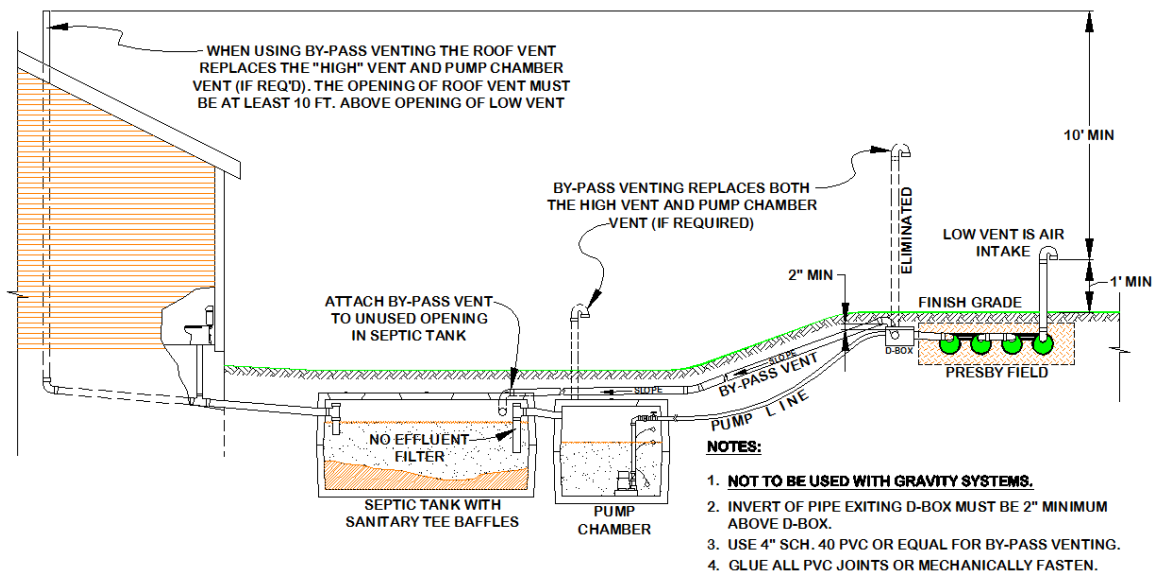 WHEN USING BY-PASS VENTING THE ROOF VENT
REPLACES THE "HIGH" VENT AND PUMP CHAMBER
VENT (IF REQ'D). THE OPENING OF ROOF VENT MUST
BE AT LEAST 10 FT. ABOVE OPENING OF LOW VENT
10' MIN
BY-PASS VENTING REPLACES BOTH
THE HIGH VENT AND PUMP CHAMBER
VENT (IF REQUIRED)
ELIMINATED
LOW VENT IS AIR
INTAKE
2" MIN
1' MIN
FINISH GRADE
ATTACH BY-PASS VENT
TO UNUSED OPENING
IN SEPTIC TANK
D-BOX
PRESBY FIELD
SLOPE
BY-PASS VENT
SLOPE
PUMP LINE
NO EFFLUENT
FILTER
SEPTIC TANK WITH
SANITARY TEE BAFFLES
PUMP
CHAMBER
NOTES:
1. NOT TO BE USED WITH GRAVITY SYSTEMS.
2. INVERT OF PIPE EXITING D-BOX MUST BE 2" MINIMUM
ABOVE D-BOX.
3. USE 4" SCH. 40 PVC OR EQUAL FOR BY-PASS VENTING.
4. GLUE ALL PVC JOINTS OR MECHANICALLY FASTEN.